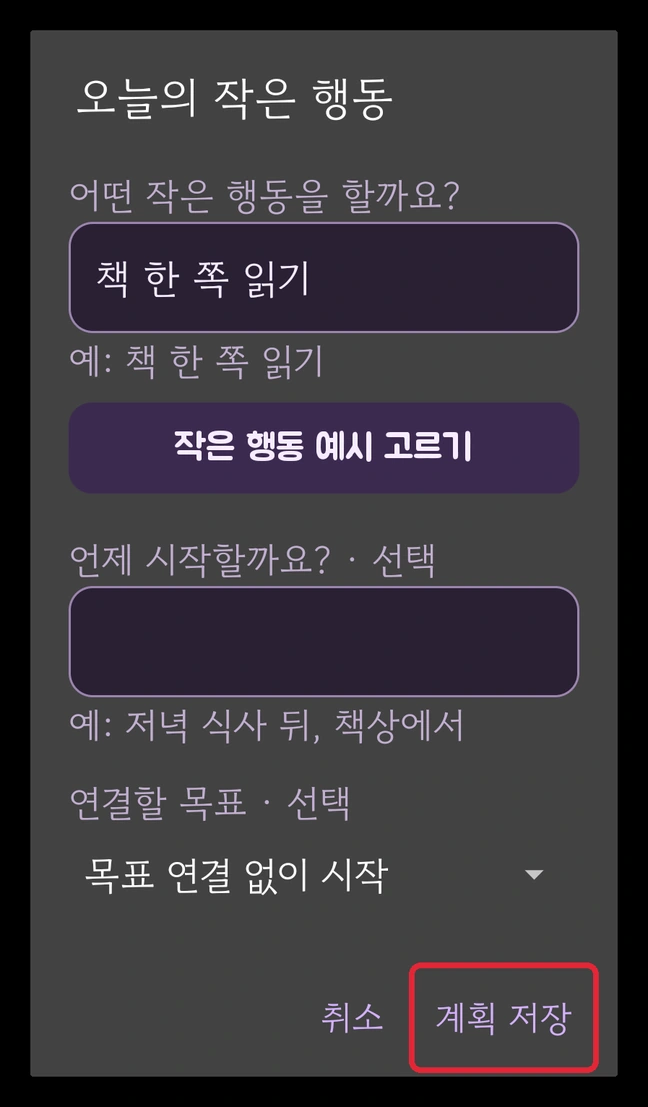 오늘의 작은 행동
어떤 작은 행동을 할까요?
책 한 쪽 읽기
예: 책 한 쪽 읽기
작은 행동 예시 고르기
언제 시작할까요? · 선택
예: 저녁 식사 뒤, 책상에서
연결할 목표 · 선택
목표 연결 없이 시작
취소 계획 저장